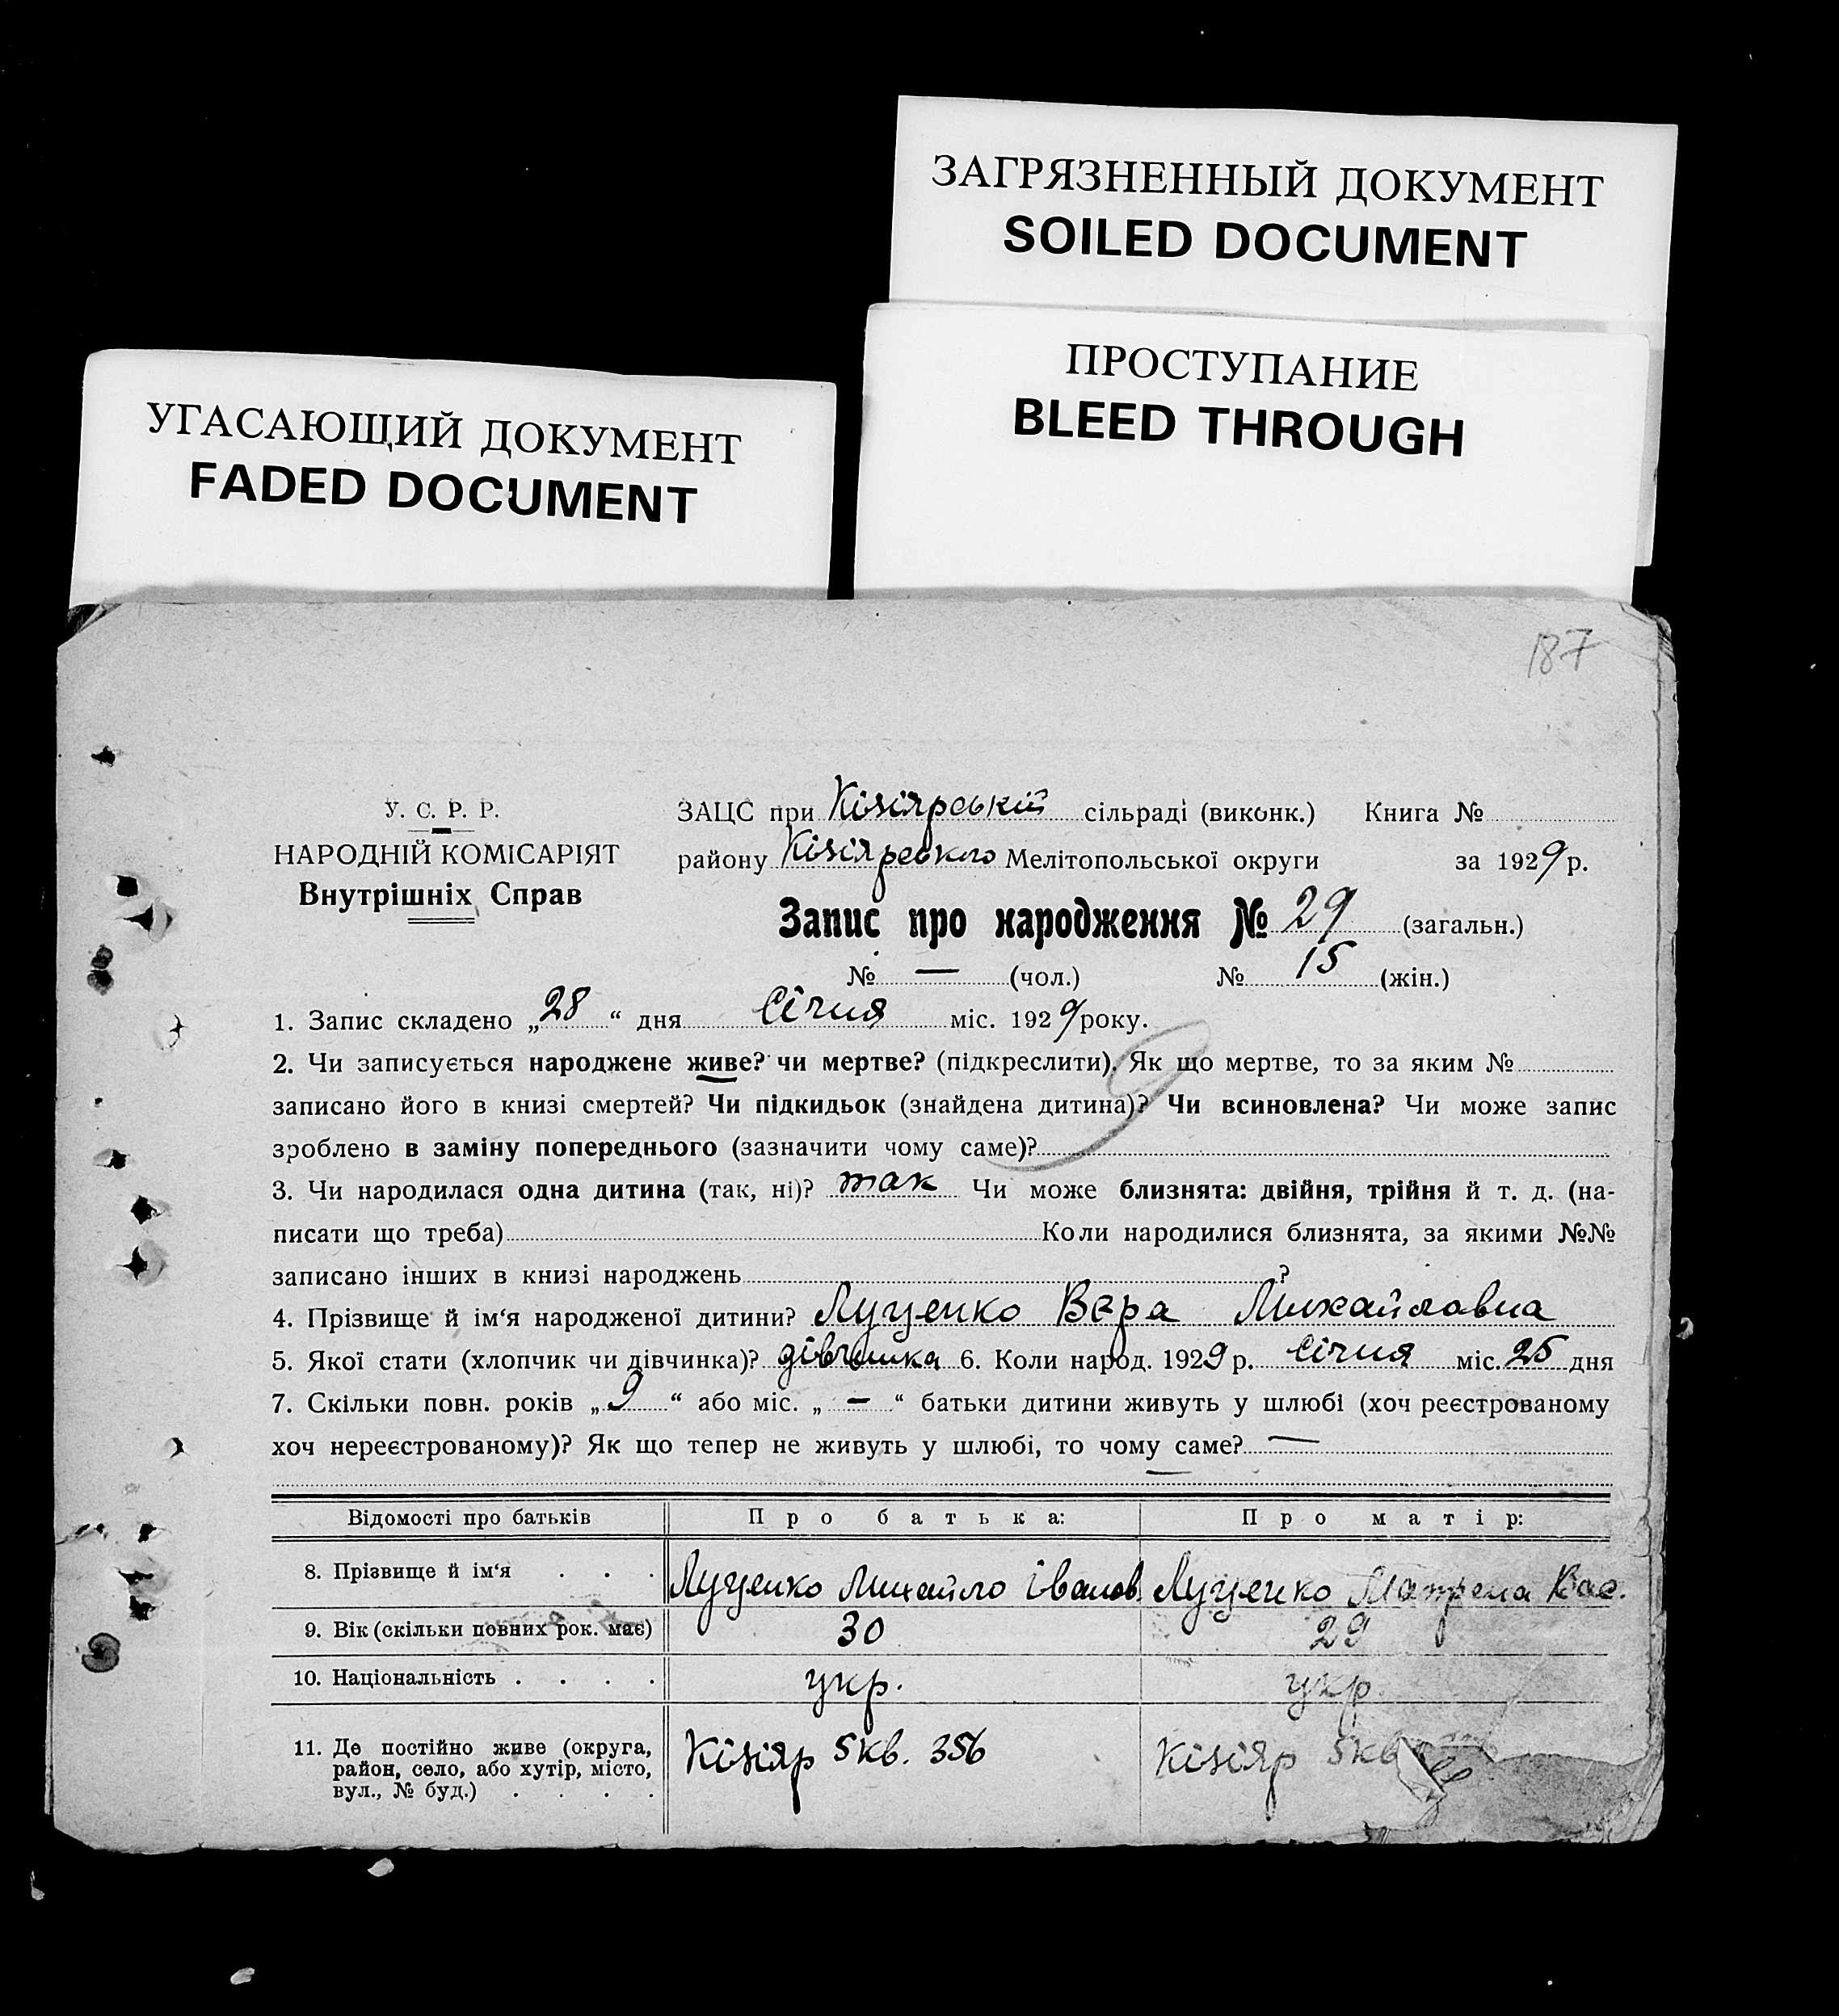 ЗАГРЯЗНЕННЫЙ ДОКУМЕНТ
SOILED DOCUMENT
ПРОСТУПАНИЕ
BLEED THROUGH
УГАСАЮЩИЙ ДОКУМЕНТ
FADED DOCUMENT
187
У. С. Р. Р.
НАРОДНІЙ КОМІСАРІЯТ
Внутрішніх Справ
ЗАЦС при Кізіярській сільраді (виконк.) Книга №
району Кізіярського Мелітопольської округи за 1929 р.
Запис про народження № 29 (загальн.)
№ — (чол.) № 15 (жін.)
1. Запис складено „28“ дня Січня міс. 1929 року.
2. Чи записується народжене живе? чи мертве? (підкреслити). Як що мертве, то за яким №
записано його в книзі смертей? Чи підкидьок (знайдена дитина)? Чи всиновлена? Чи може запис
зроблено в заміну попереднього (зазначити чому саме)?
3. Чи народилася одна дитина (так, ні)? так Чи може близнята: двійня, трійня й т. д. (на-
писати що треба) Коли народилися близнята, за якими №№
записано інших в книзі народжень ?
4. Прізвище й ім‘я народженої дитини? Луценко Вера Михайлавна
5. Якої стати (хлопчик чи дівчинка)? дівчинка 6. Коли народ. 1929 р. Січня міс. 25 дня
7. Скільки повн. років „9“ або міс. „–“ батьки дитини живуть у шлюбі (хоч реєстрованому
хоч нереєстрованому)? Як що тепер не живуть у шлюбі, то чому саме? —
Відомості про батьків Про батька: Про матір:
8. Прізвище й ім‘я . . . Луценко Михайло Іванов. Луценко Матрена Вас.
9. Вік (скільки повних рок. має) 30 29
10. Національність . . . . укр. укр.
11. Де постійно живе (округа,
район, село, або хутір, місто,
вул., № буд.) . . . .
Кізіяр 5 кв. 356 Кізіяр 5 кв